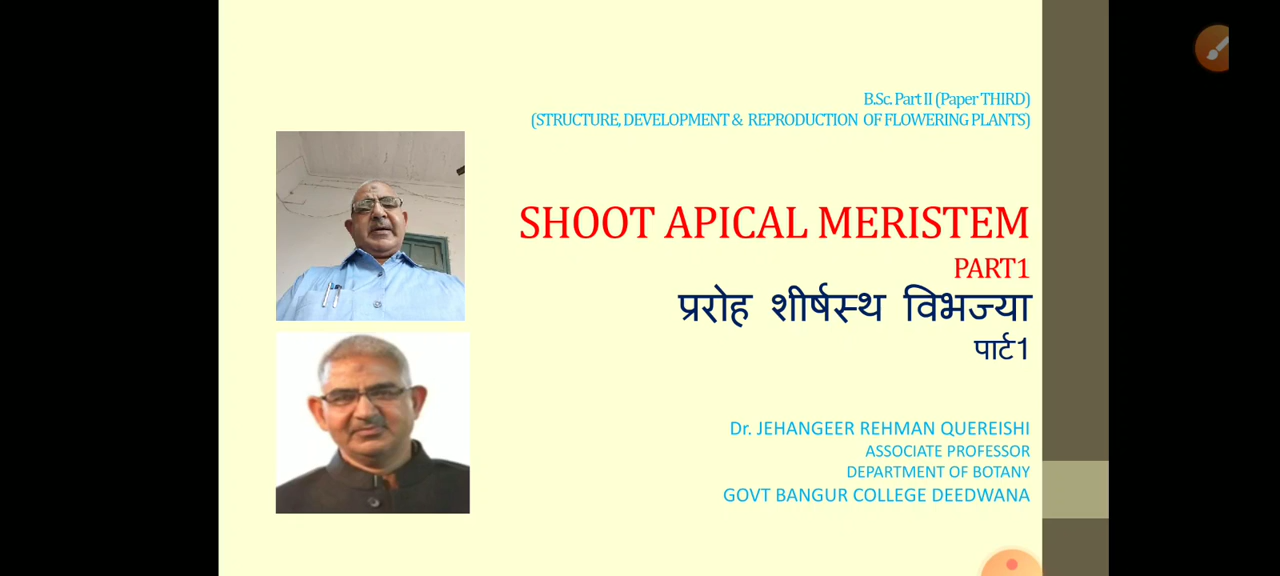 B.Sc. Part II (Paper THIRD)
(STRUCTURE, DEVELOPMENT & REPRODUCTION OF FLOWERING PLANTS)
SHOOT APICAL MERISTEM
PART1
प्ररोह शीर्षस्थ विभज्या
पार्ट1
Dr. JEHANGEER REHMAN QUEREISHI
ASSOCIATE PROFESSOR
DEPARTMENT OF BOTANY
GOVT BANGUR COLLEGE DEEDWANA